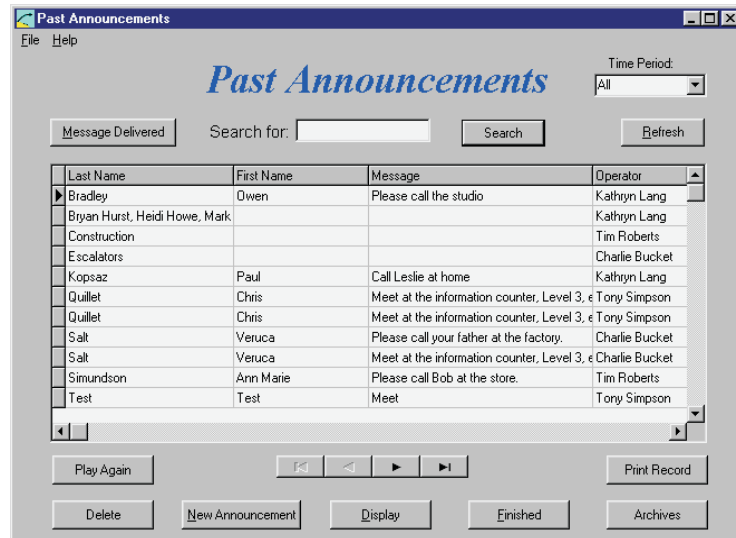 Past Announcements
File Help
Time Period:
Past Announcements
All
Message Delivered Search for: Search Refresh
Last Name First Name Message Operator
Bradley Owen Please call the studio Kathryn Lang
Bryan Hurst, Heidi Howe, Mark Kathryn Lang
Construction Tim Roberts
Escalators Charlie Bucket
Kopsaz Paul Call Leslie at home Kathryn Lang
Quillet Chris Meet at the information counter, Level 3, e Tony Simpson
Quillet Chris Meet at the information counter, Level 3, e Tony Simpson
Salt Veruca Please call your father at the factory. Charlie Bucket
Salt Veruca Meet at the information counter, Level 3, e Charlie Bucket
Simundson Ann Marie Please call Bob at the store. Tim Roberts
Test Test Meet Tony Simpson
Play Again Print Record
Delete New Announcement Display Finished Archives